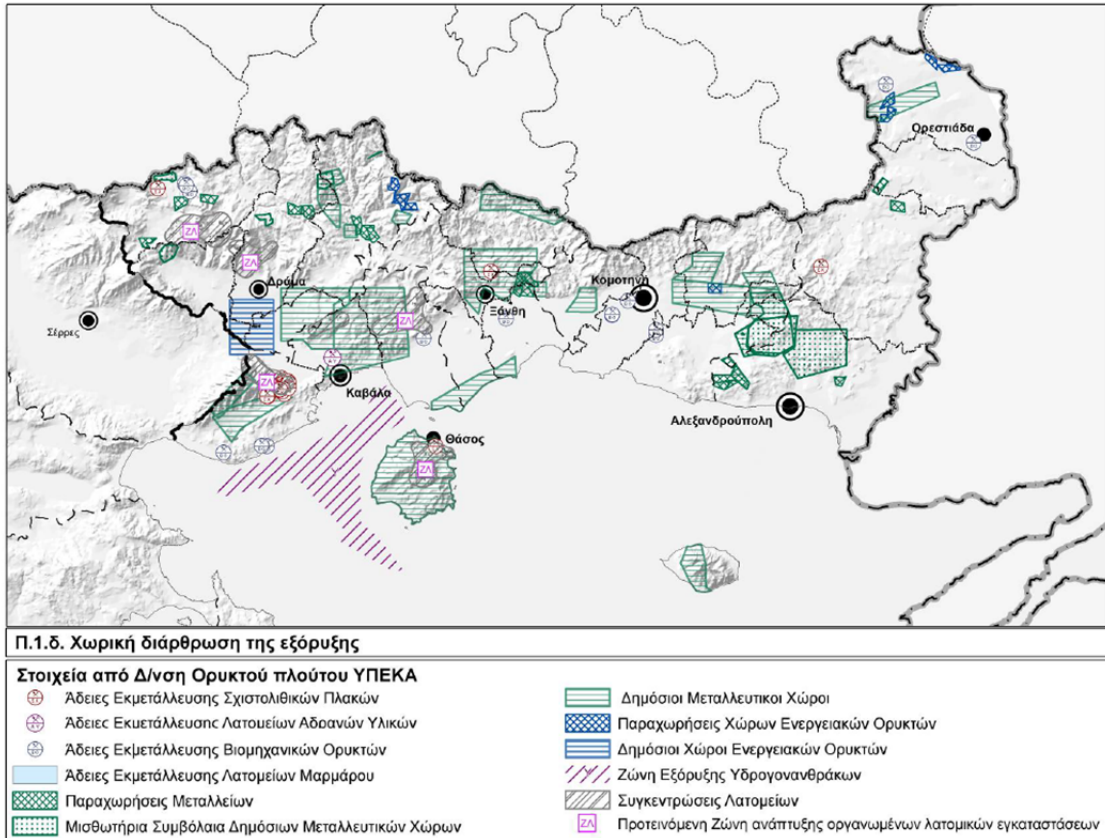 Ορεστιάδα
Δράμα
Σέρρες
Ξάνθη
Κομοτηνή
Καβάλα
Αλεξανδρούπολη
Θάσος
ΖΛ
ΖΛ
ΖΛ
ΖΛ
ΖΛ
Π.1.δ. Χωρική διάρθρωση της εξόρυξης
Στοιχεία από Δ/νση Ορυκτού πλούτου ΥΠΕΚΑ
Άδειες Εκμετάλλευσης Σχιστολιθικών Πλακών
Άδειες Εκμετάλλευσης Λατομείων Αδρανών Υλικών
Άδειες Εκμετάλλευσης Βιομηχανικών Ορυκτών
Άδειες Εκμετάλλευσης Λατομείων Μαρμάρου
Παραχωρήσεις Μεταλλείων
Μισθωτήρια Συμβόλαια Δημόσιων Μεταλλευτικών Χώρων
Δημόσιοι Μεταλλευτικοι Χώροι
Παραχωρήσεις Χώρων Ενεργειακών Ορυκτών
Δημόσιοι Χώροι Ενεργειακών Ορυκτών
Ζώνη Εξόρυξης Υδρογονανθράκων
Συγκεντρώσεις Λατομείων
ΖΛ Προτεινόμενη Ζώνη ανάπτυξης οργανωμένων λατομικών εγκαταστάσεων